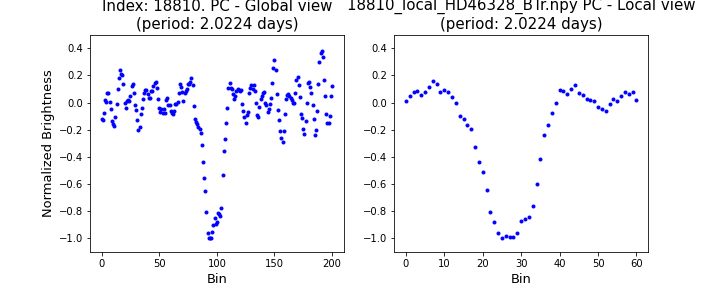 Index: 18810. PC - Global view
(period: 2.0224 days)
18810_local_HD46328_BTr.npy PC - Local view
(period: 2.0224 days)
Normalized Brightness
0.4
0.2
0.0
−0.2
−0.4
−0.6
−0.8
−1.0
0 50 100 150 200
Bin
0.4
0.2
0.0
−0.2
−0.4
−0.6
−0.8
−1.0
0 10 20 30 40 50 60
Bin